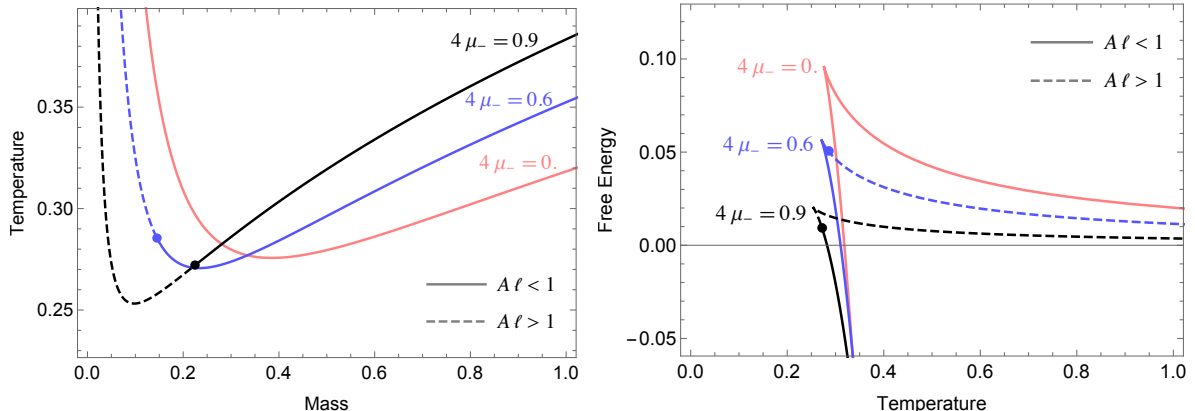 4 μ₋ = 0.9
4 μ₋ = 0.6
4 μ₋ = 0.
A ℓ < 1
A ℓ > 1
0.35
0.30
0.25
Temperature
0.0 0.2 0.4 0.6 0.8 1.0
Mass
A ℓ < 1
A ℓ > 1
4 μ₋ = 0.
4 μ₋ = 0.6
4 μ₋ = 0.9
0.10
0.05
0.00
−0.05
Free Energy
0.0 0.2 0.4 0.6 0.8 1.0
Temperature